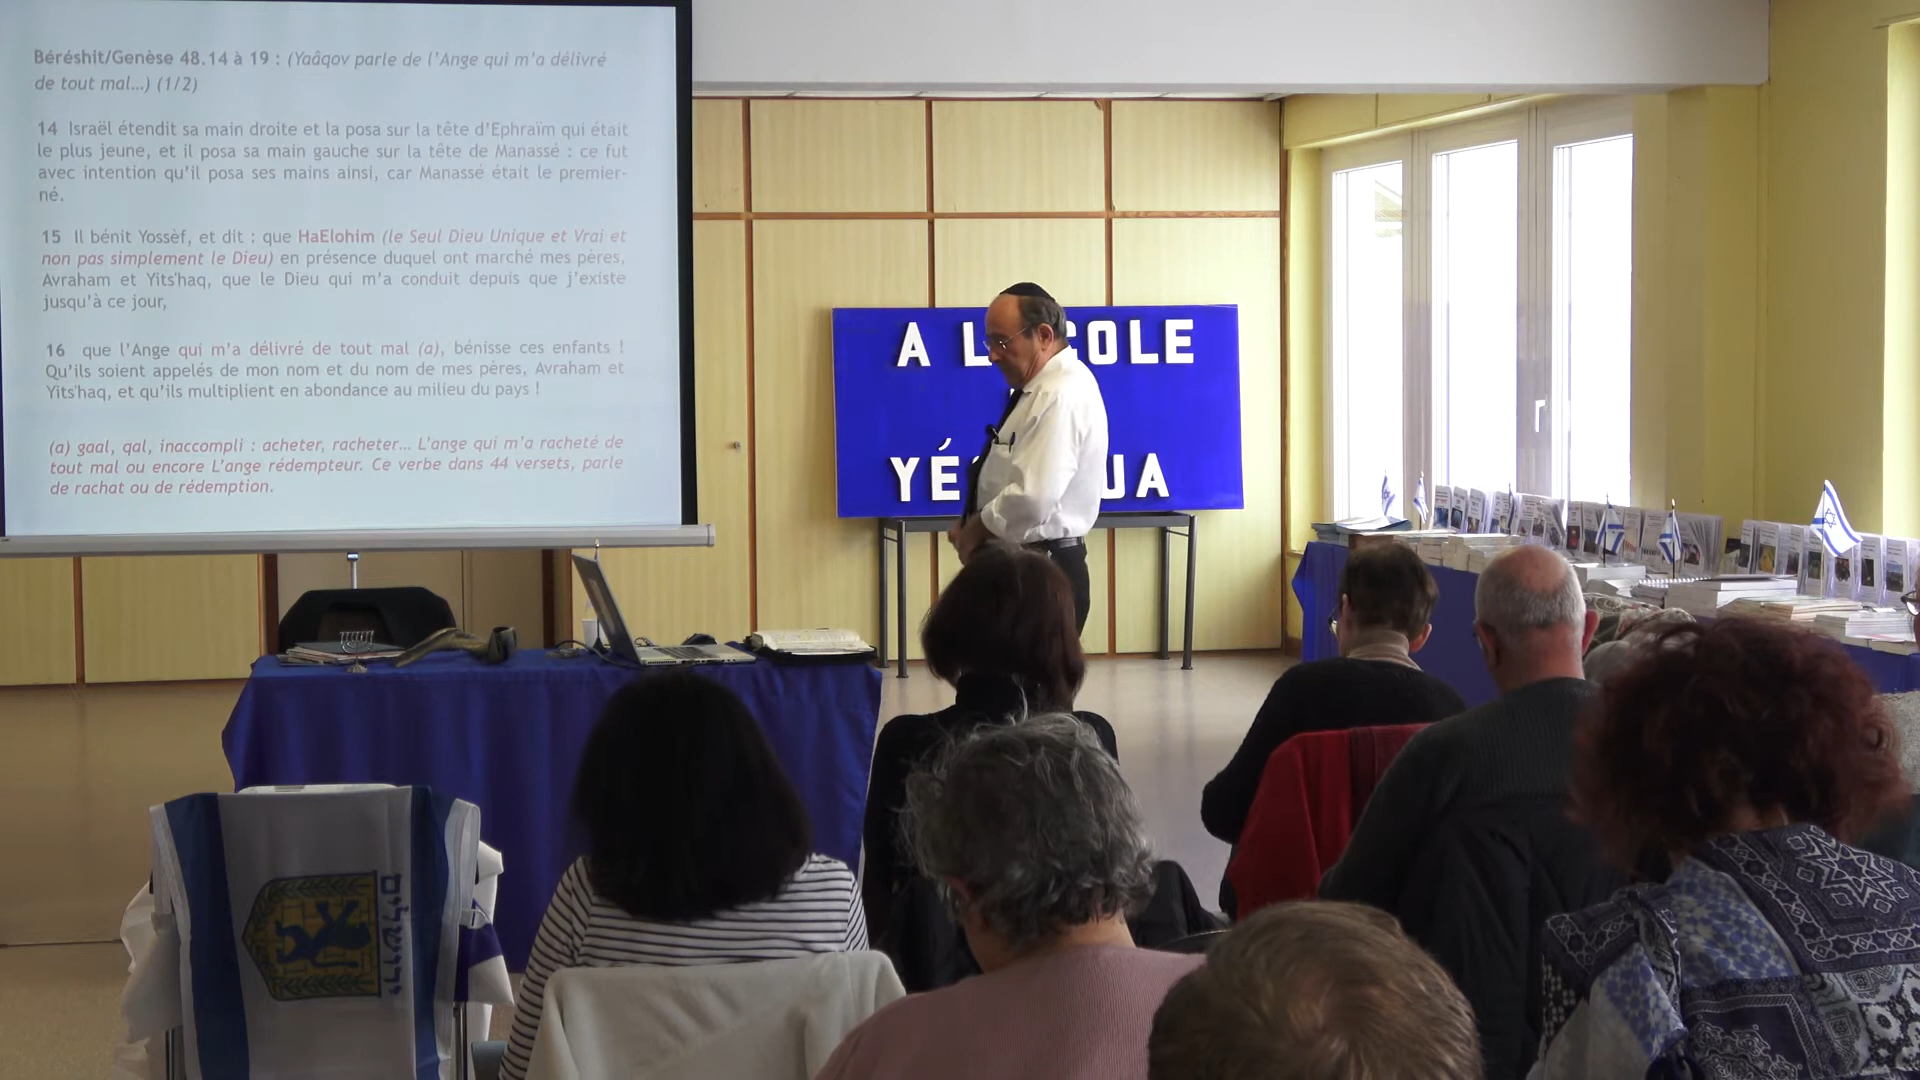 Béréshit/Genèse 48.14 à 19 : (Yaâqov parle de l'Ange qui m'a délivré
de tout mal...) (1/2)
14 Israël étendit sa main droite et la posa sur la tête d'Ephraïm qui était
le plus jeune, et il posa sa main gauche sur la tête de Manassé : ce fut
avec intention qu'il posa ses mains ainsi, car Manassé était le premier-
né.
15 Il bénit Yossèf, et dit : que HaElohim (le Seul Dieu Unique et Vrai et
non pas simplement le Dieu) en présence duquel ont marché mes pères,
Avraham et Yits'haq, que le Dieu qui m'a conduit depuis que j'existe
jusqu'à ce jour,
16 que l'Ange qui m'a délivré de tout mal (a), bénisse ces enfants !
Qu'ils soient appelés de mon nom et du nom de mes pères, Avraham et
Yits'haq, et qu'ils multiplient en abondance au milieu du pays !
(a) gaal, qal, inaccompli : acheter, racheter... L'ange qui m'a racheté de
tout mal ou encore L'ange rédempteur. Ce verbe dans 44 versets, parle
de rachat ou de rédemption.
A L COLE
YÉ UA
ירושלים